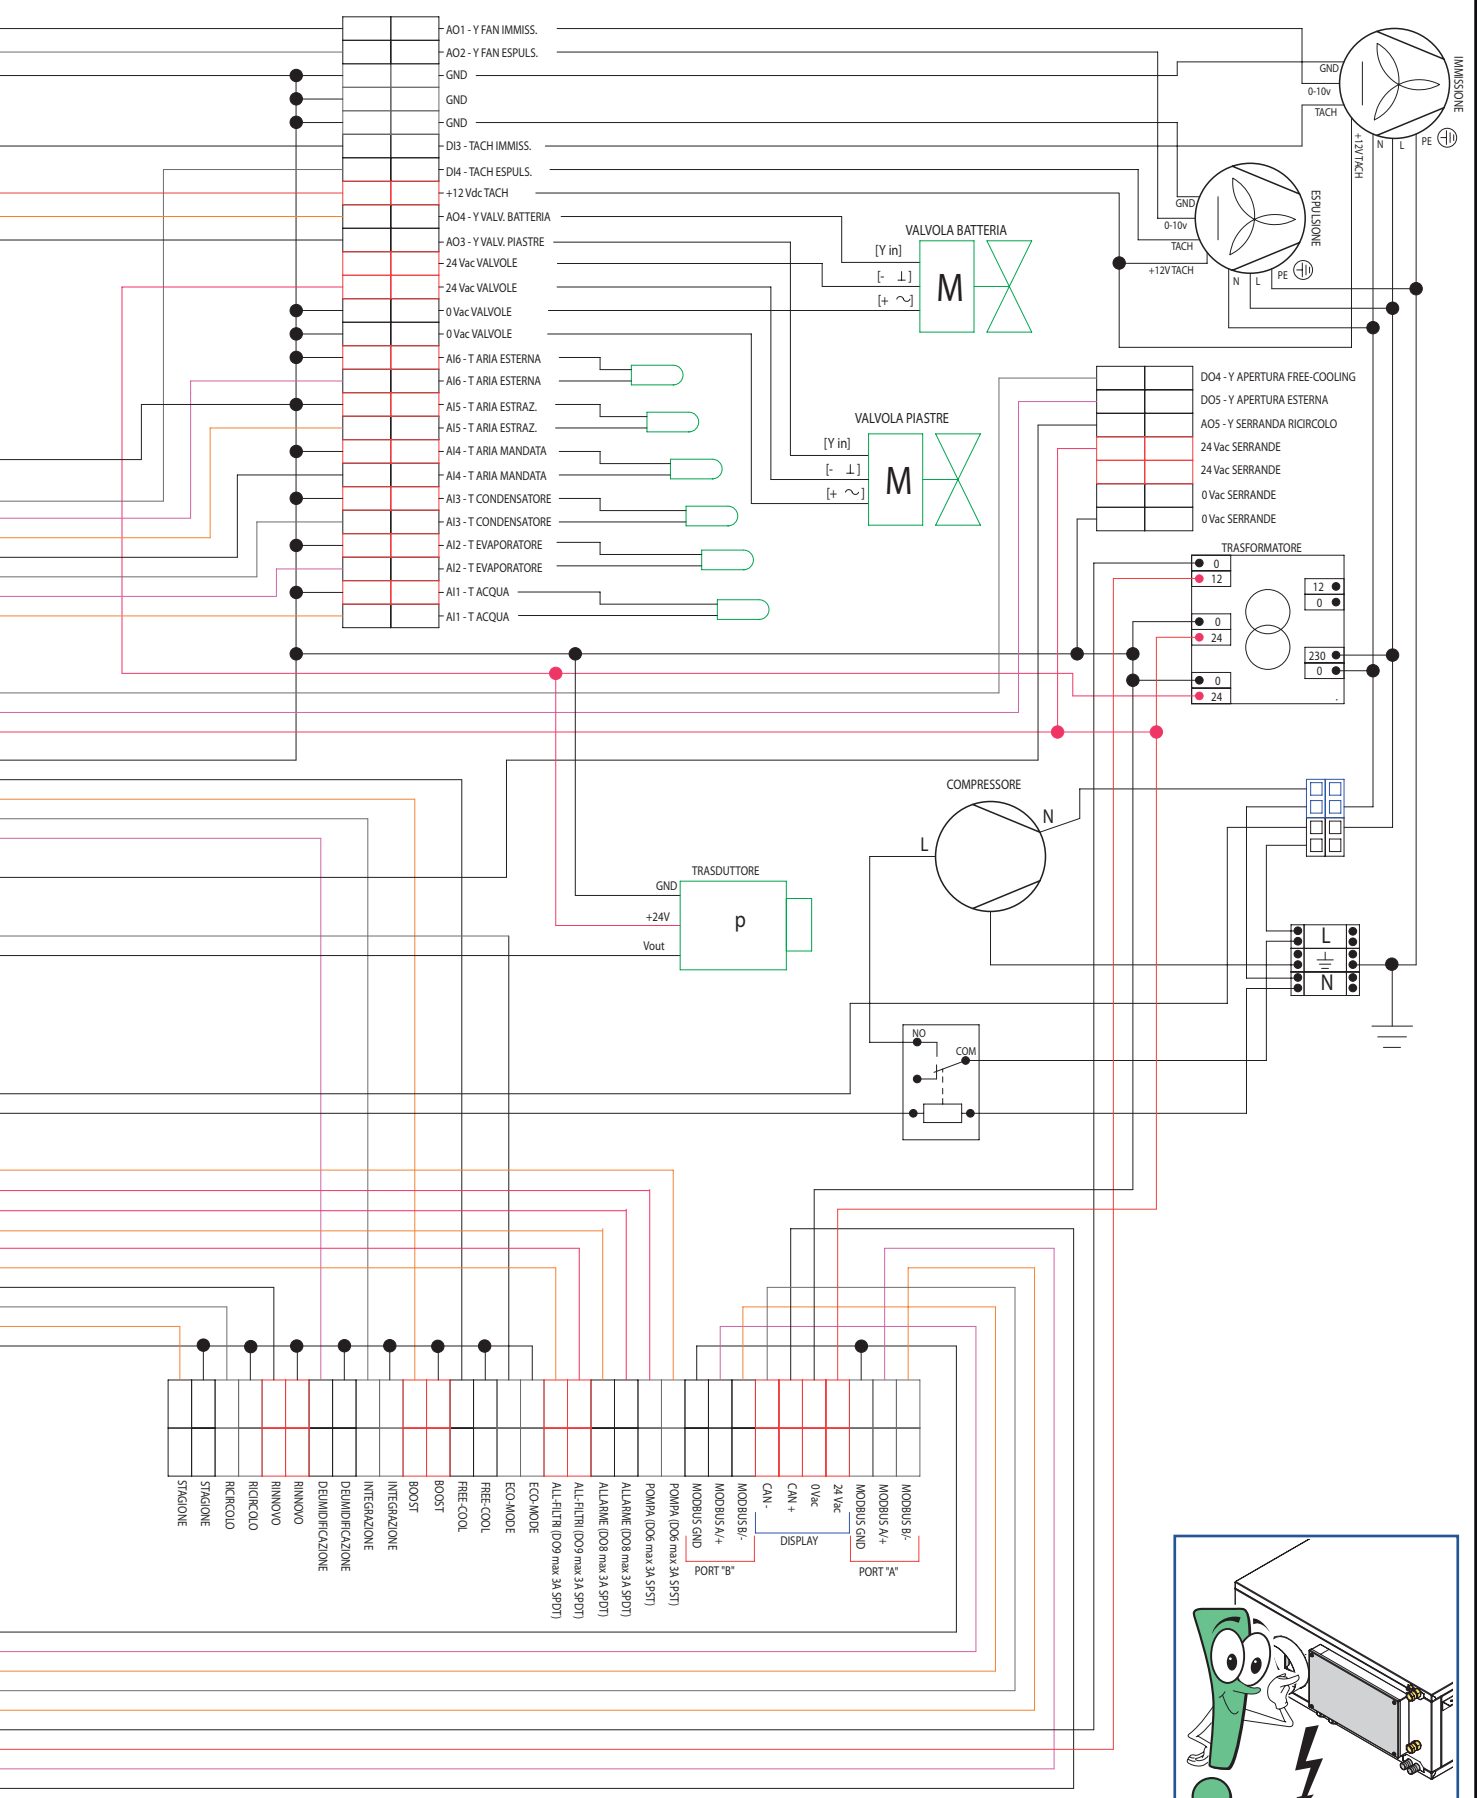 AO1 - Y FAN IMMISS.
AO2 - Y FAN ESPULS.
GND
GND
GND
DI3 - TACH IMMISS.
DI4 - TACH ESPULS.
+12 Vdc TACH
AO4 - Y VALV. BATTERIA
AO3 - Y VALV. PIASTRE
24 Vac VALVOLE
24 Vac VALVOLE
0 Vac VALVOLE
0 Vac VALVOLE
AI6 - T ARIA ESTERNA
AI6 - T ARIA ESTERNA
AI5 - T ARIA ESTRAZ.
AI5 - T ARIA ESTRAZ.
AI4 - T ARIA MANDATA
AI4 - T ARIA MANDATA
AI3 - T CONDENSATORE
AI3 - T CONDENSATORE
AI2 - T EVAPORATORE
AI2 - T EVAPORATORE
AI1 - T ACQUA
AI1 - T ACQUA
GND
0-10v
TACH
+12V TACH
N
L
PE
IMMISSIONE
GND
0-10v
TACH
+12V TACH
N
L
PE
ESPULSIONE
VALVOLA BATTERIA
[Y in]
[- ⊥]
[+ ~]
M
VALVOLA PIASTRE
[Y in]
[- ⊥]
[+ ~]
M
DO4 - Y APERTURA FREE-COOLING
DO5 - Y APERTURA ESTERNA
AO5 - Y SERRANDA RICIRCOLO
24 Vac SERRANDE
24 Vac SERRANDE
0 Vac SERRANDE
0 Vac SERRANDE
TRASFORMATORE
0
12
0
24
0
24
12
0
230
0
COMPRESSORE
N
L
TRASDUTTORE
GND
+24V
Vout
p
L
N
NO
COM
STAGIONE
STAGIONE
RICIRCOLO
RICIRCOLO
RINNOVO
RINNOVO
DEUMIDIFICAZIONE
DEUMIDIFICAZIONE
INTEGRAZIONE
INTEGRAZIONE
BOOST
BOOST
FREE-COOL
FREE-COOL
ECO-MODE
ECO-MODE
ALL-FILTRI (DO9 max 3A SPDT)
ALL-FILTRI (DO9 max 3A SPDT)
ALLARME (DO8 max 3A SPDT)
ALLARME (DO8 max 3A SPDT)
POMPA (DO6 max 3A SPST)
POMPA (DO6 max 3A SPST)
MODBUS GND
MODBUS A/+
MODBUS B/-
CAN -
CAN +
0 Vac
24 Vac
MODBUS GND
MODBUS A/+
MODBUS B/-
PORT "B"
DISPLAY
PORT "A"